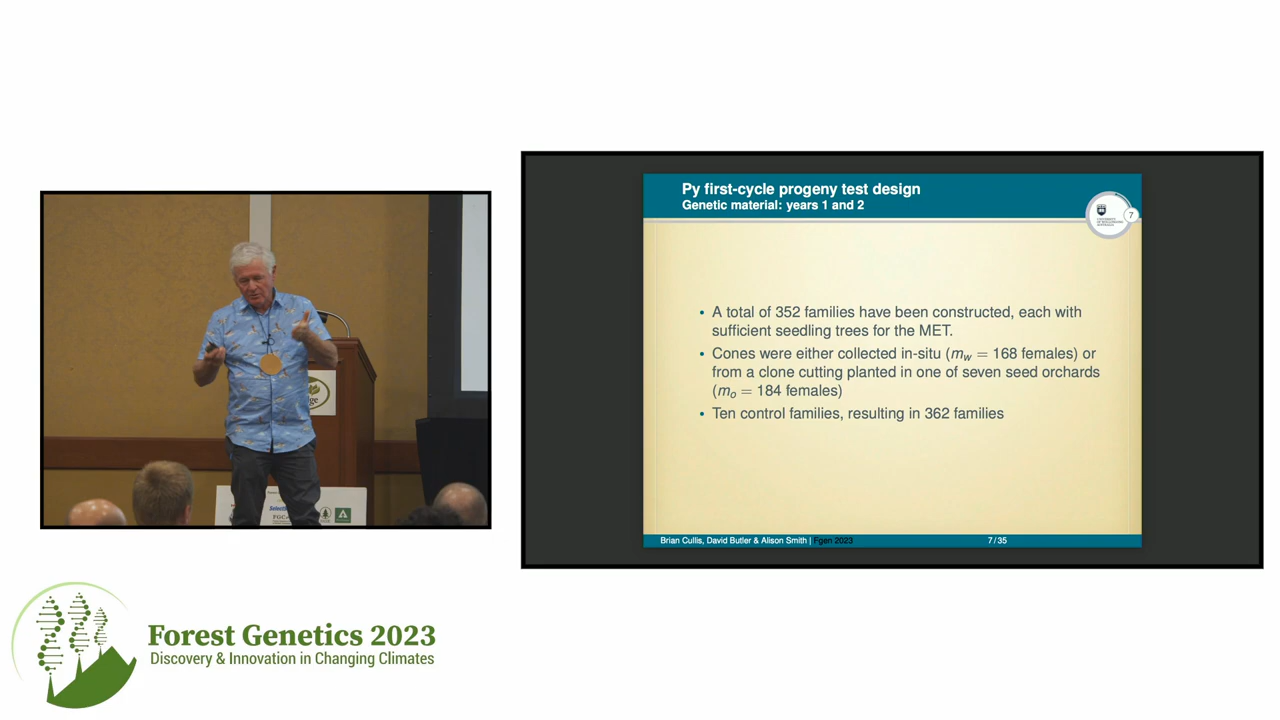 Py first-cycle progeny test design
Genetic material: years 1 and 2
7
• A total of 352 families have been constructed, each with
sufficient seedling trees for the MET.
• Cones were either collected in-situ (m_w = 168 females) or
from a clone cutting planted in one of seven seed orchards
(m_o = 184 females)
• Ten control families, resulting in 362 families
Brian Cullis, David Butler & Alison Smith | Fgen 2023
7 / 35
Forest Genetics 2023
Discovery & Innovation in Changing Climates